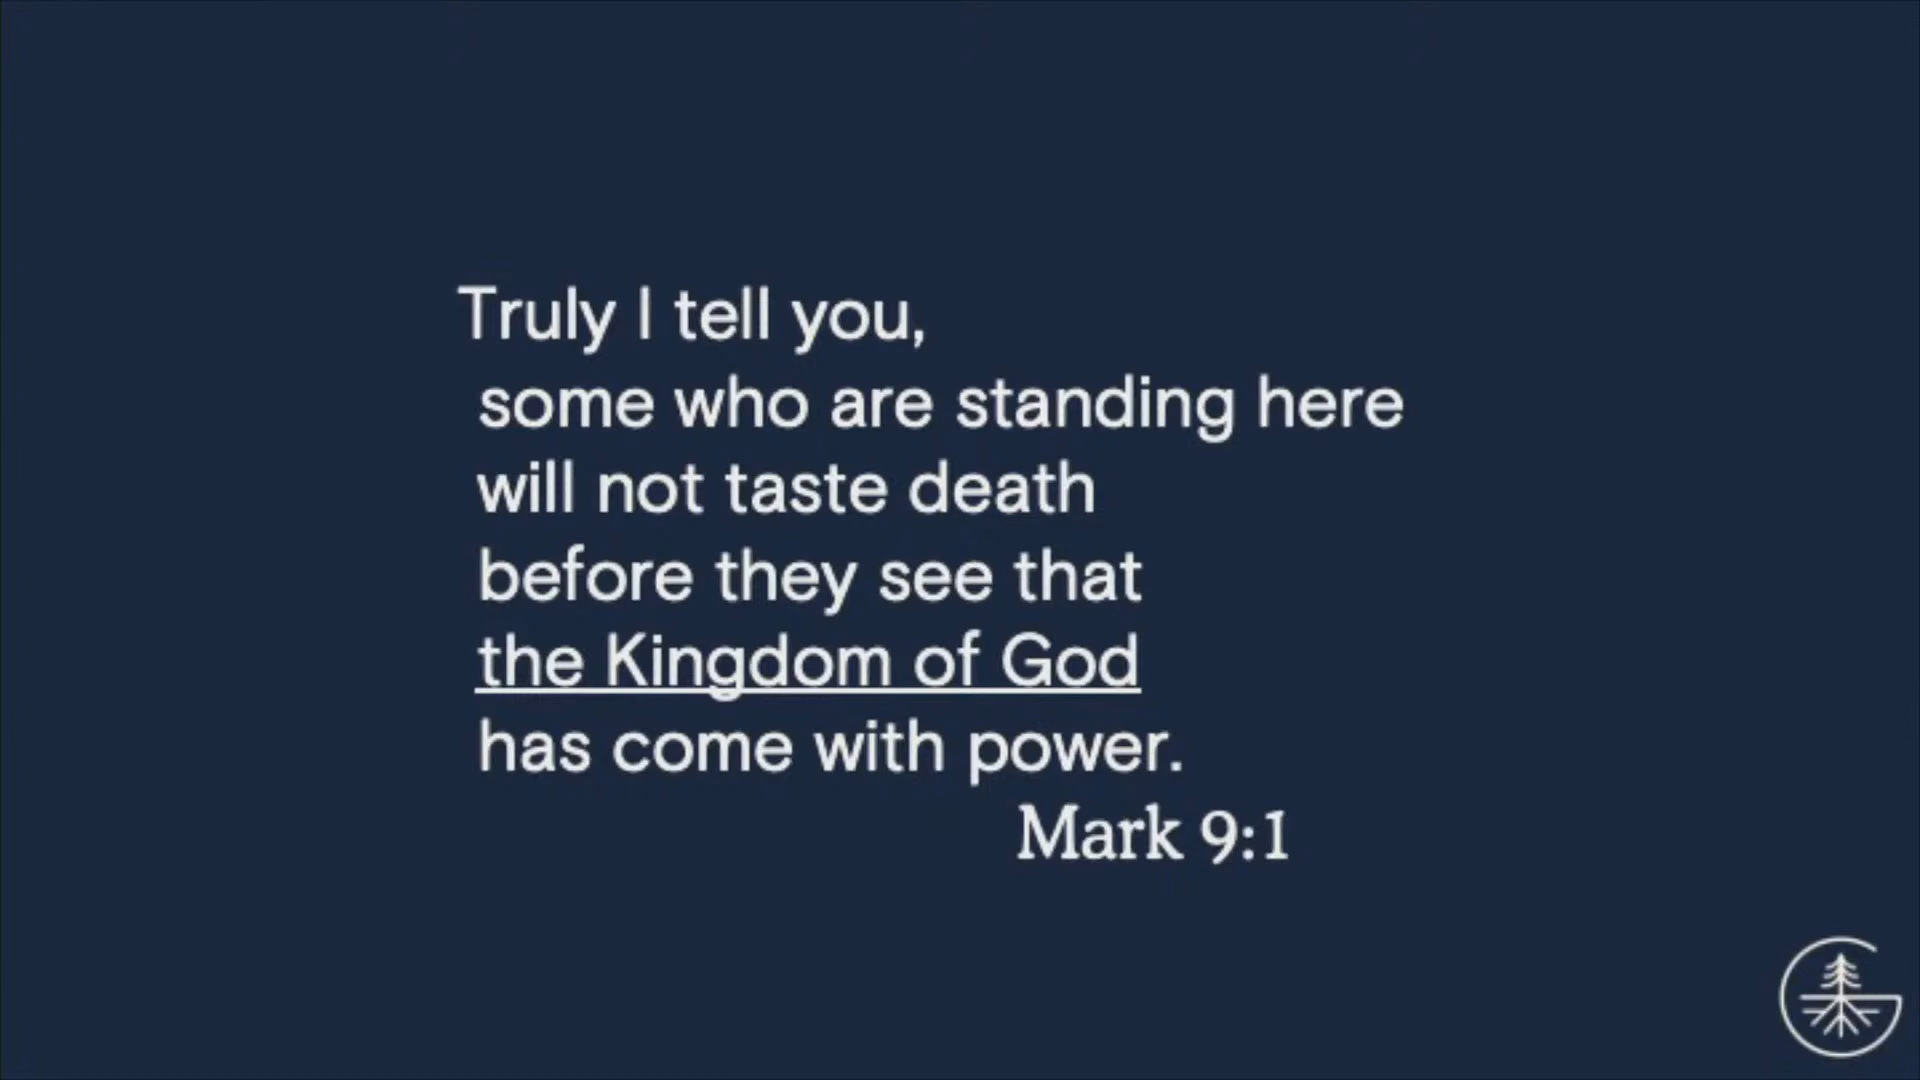 Truly I tell you,
some who are standing here
will not taste death
before they see that
the Kingdom of God
has come with power.
Mark 9:1